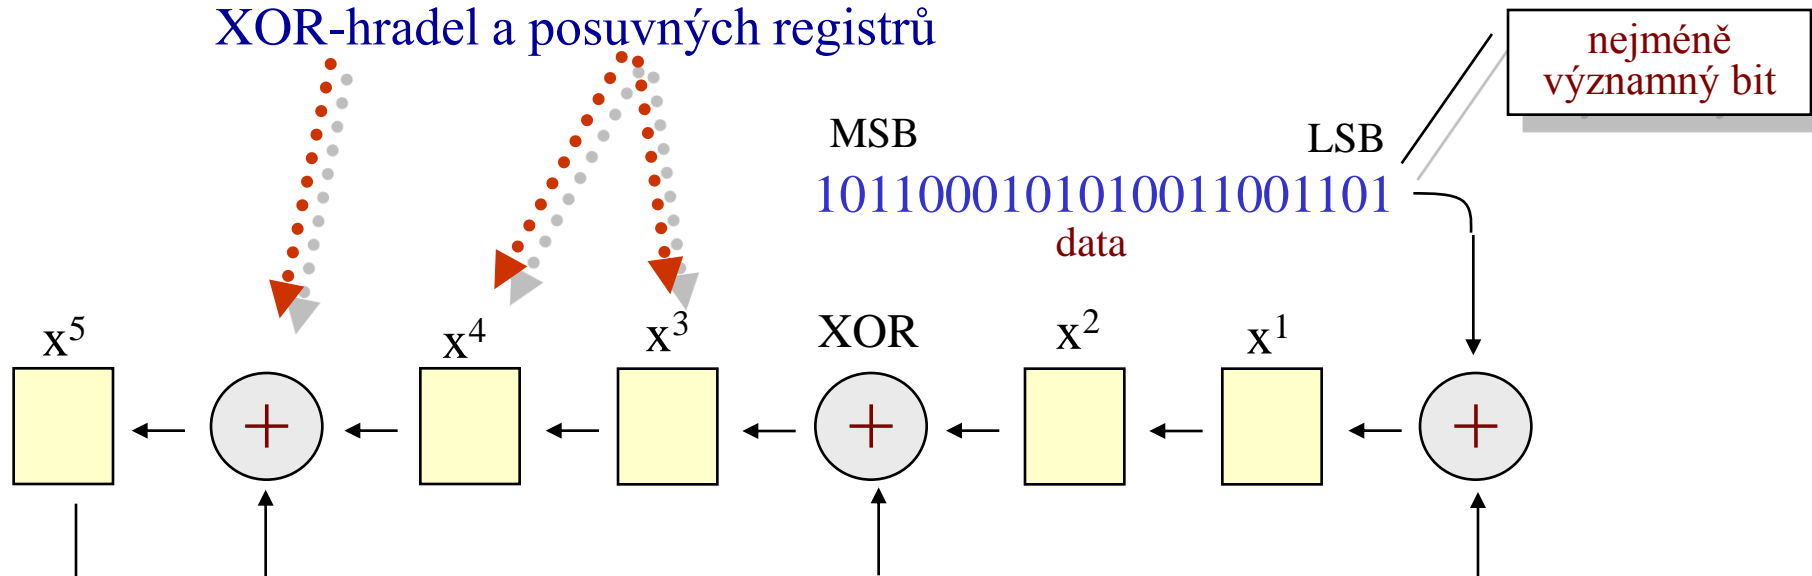 XOR-hradel a posuvných registrů
nejméně
významný bit
MSB LSB
1011000101010011001101
data
x⁵ x⁴ x³ XOR x² x¹
+ + +